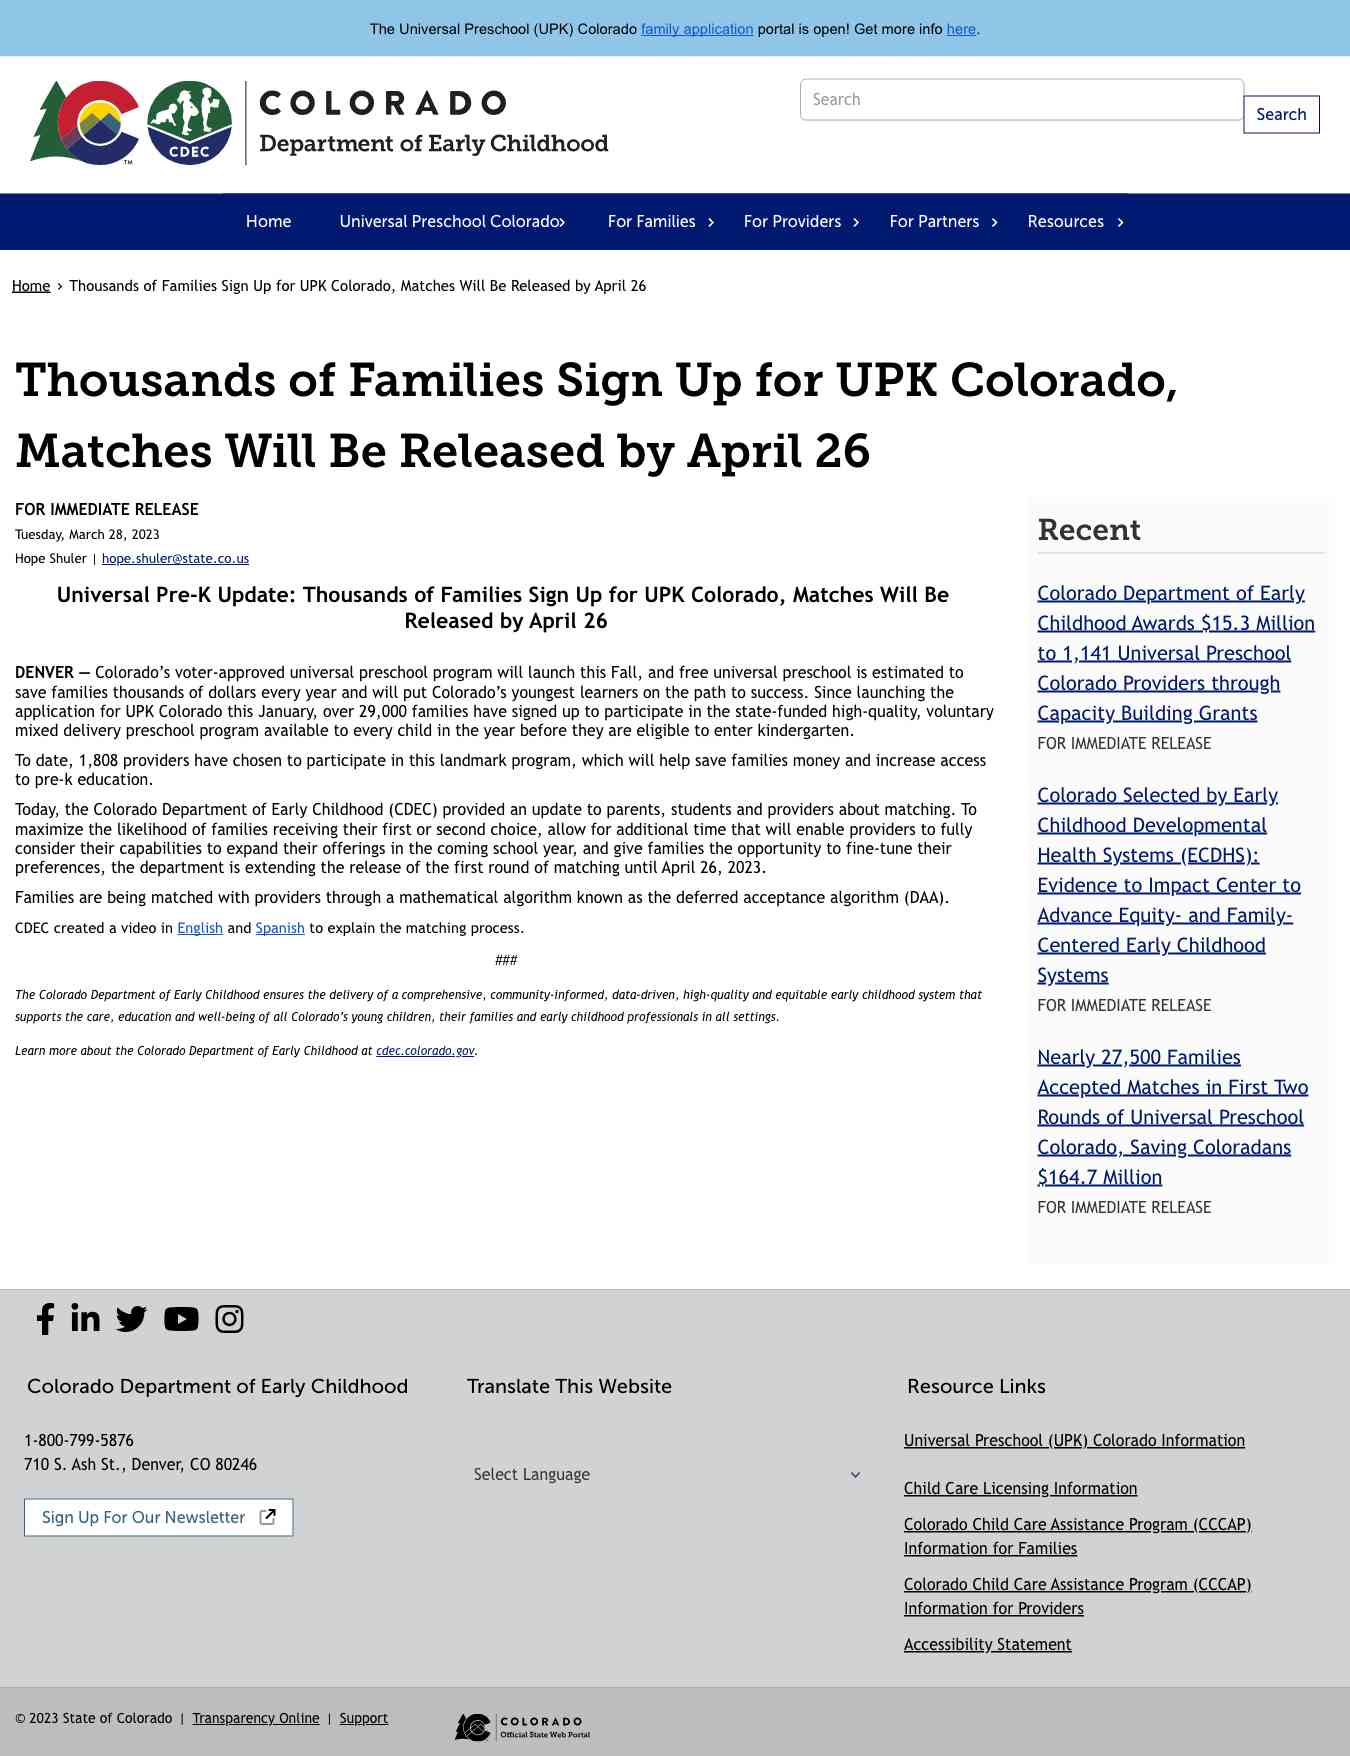 The Universal Preschool (UPK) Colorado family application portal is open! Get more info here.
CDEC
TM
COLORADO
Department of Early Childhood
Search
Search
Home Universal Preschool Colorado For Families For Providers For Partners Resources
Home › Thousands of Families Sign Up for UPK Colorado, Matches Will Be Released by April 26
Thousands of Families Sign Up for UPK Colorado,
Matches Will Be Released by April 26
FOR IMMEDIATE RELEASE
Tuesday, March 28, 2023
Hope Shuler | hope.shuler@state.co.us
Universal Pre-K Update: Thousands of Families Sign Up for UPK Colorado, Matches Will Be
Released by April 26
DENVER — Colorado’s voter-approved universal preschool program will launch this Fall, and free universal preschool is estimated to
save families thousands of dollars every year and will put Colorado’s youngest learners on the path to success. Since launching the
application for UPK Colorado this January, over 29,000 families have signed up to participate in the state-funded high-quality, voluntary
mixed delivery preschool program available to every child in the year before they are eligible to enter kindergarten.
To date, 1,808 providers have chosen to participate in this landmark program, which will help save families money and increase access
to pre-k education.
Today, the Colorado Department of Early Childhood (CDEC) provided an update to parents, students and providers about matching. To
maximize the likelihood of families receiving their first or second choice, allow for additional time that will enable providers to fully
consider their capabilities to expand their offerings in the coming school year, and give families the opportunity to fine-tune their
preferences, the department is extending the release of the first round of matching until April 26, 2023.
Families are being matched with providers through a mathematical algorithm known as the deferred acceptance algorithm (DAA).
CDEC created a video in English and Spanish to explain the matching process.
###
The Colorado Department of Early Childhood ensures the delivery of a comprehensive, community-informed, data-driven, high-quality and equitable early childhood system that
supports the care, education and well-being of all Colorado’s young children, their families and early childhood professionals in all settings.
Learn more about the Colorado Department of Early Childhood at cdec.colorado.gov.
Recent
Colorado Department of Early
Childhood Awards $15.3 Million
to 1,141 Universal Preschool
Colorado Providers through
Capacity Building Grants
FOR IMMEDIATE RELEASE
Colorado Selected by Early
Childhood Developmental
Health Systems (ECDHS):
Evidence to Impact Center to
Advance Equity- and Family-
Centered Early Childhood
Systems
FOR IMMEDIATE RELEASE
Nearly 27,500 Families
Accepted Matches in First Two
Rounds of Universal Preschool
Colorado, Saving Coloradans
$164.7 Million
FOR IMMEDIATE RELEASE
Colorado Department of Early Childhood
1-800-799-5876
710 S. Ash St., Denver, CO 80246
Sign Up For Our Newsletter
Translate This Website
Select Language
Resource Links
Universal Preschool (UPK) Colorado Information
Child Care Licensing Information
Colorado Child Care Assistance Program (CCCAP)
Information for Families
Colorado Child Care Assistance Program (CCCAP)
Information for Providers
Accessibility Statement
© 2023 State of Colorado | Transparency Online | Support
COLORADO
Official State Web Portal